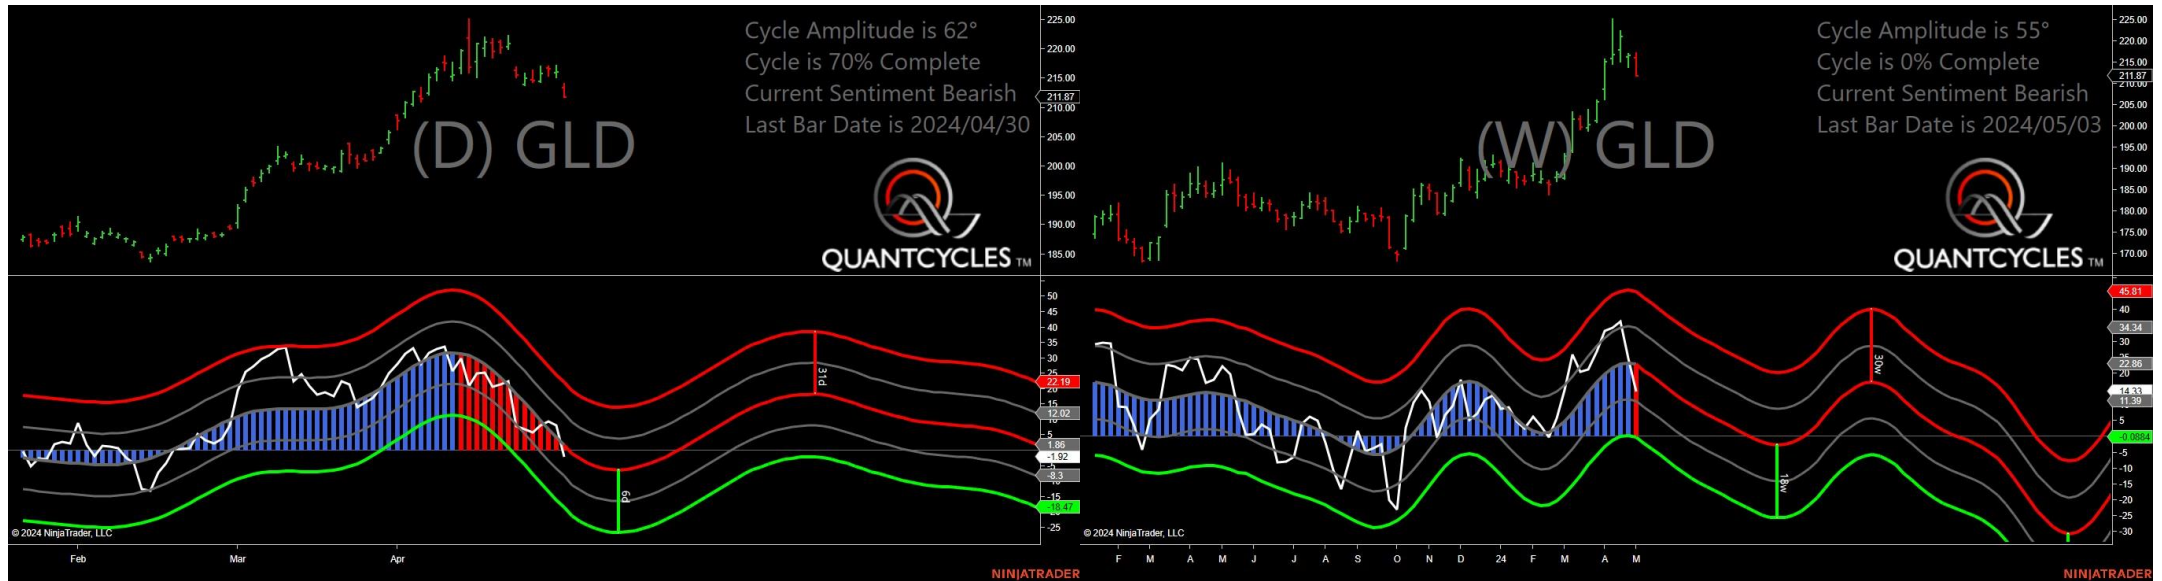 Cycle Amplitude is 62°
Cycle is 70% Complete
Current Sentiment Bearish
Last Bar Date is 2024/04/30
(D) GLD
QUANTCYCLES TM
225.00
220.00
215.00
211.87
210.00
205.00
200.00
195.00
190.00
185.00
50
45
40
35
30
25
22.19
12.02
5
1.86
-1.92
-8.3
-15
-18.47
-25
31d
6d
© 2024 NinjaTrader, LLC
Feb Mar Apr
NINJATRADER
Cycle Amplitude is 55°
Cycle is 0% Complete
Current Sentiment Bearish
Last Bar Date is 2024/05/03
(W) GLD
QUANTCYCLES TM
225.00
220.00
215.00
211.87
205.00
200.00
195.00
190.00
185.00
180.00
175.00
170.00
45.81
40
34.34
22.86
20
14.33
11.39
5
-0.0884
-5
-10
-15
-20
-25
-30
30w
18w
© 2024 NinjaTrader, LLC
F M A M J J A S O N D 24 F M A M
NINJATRADER